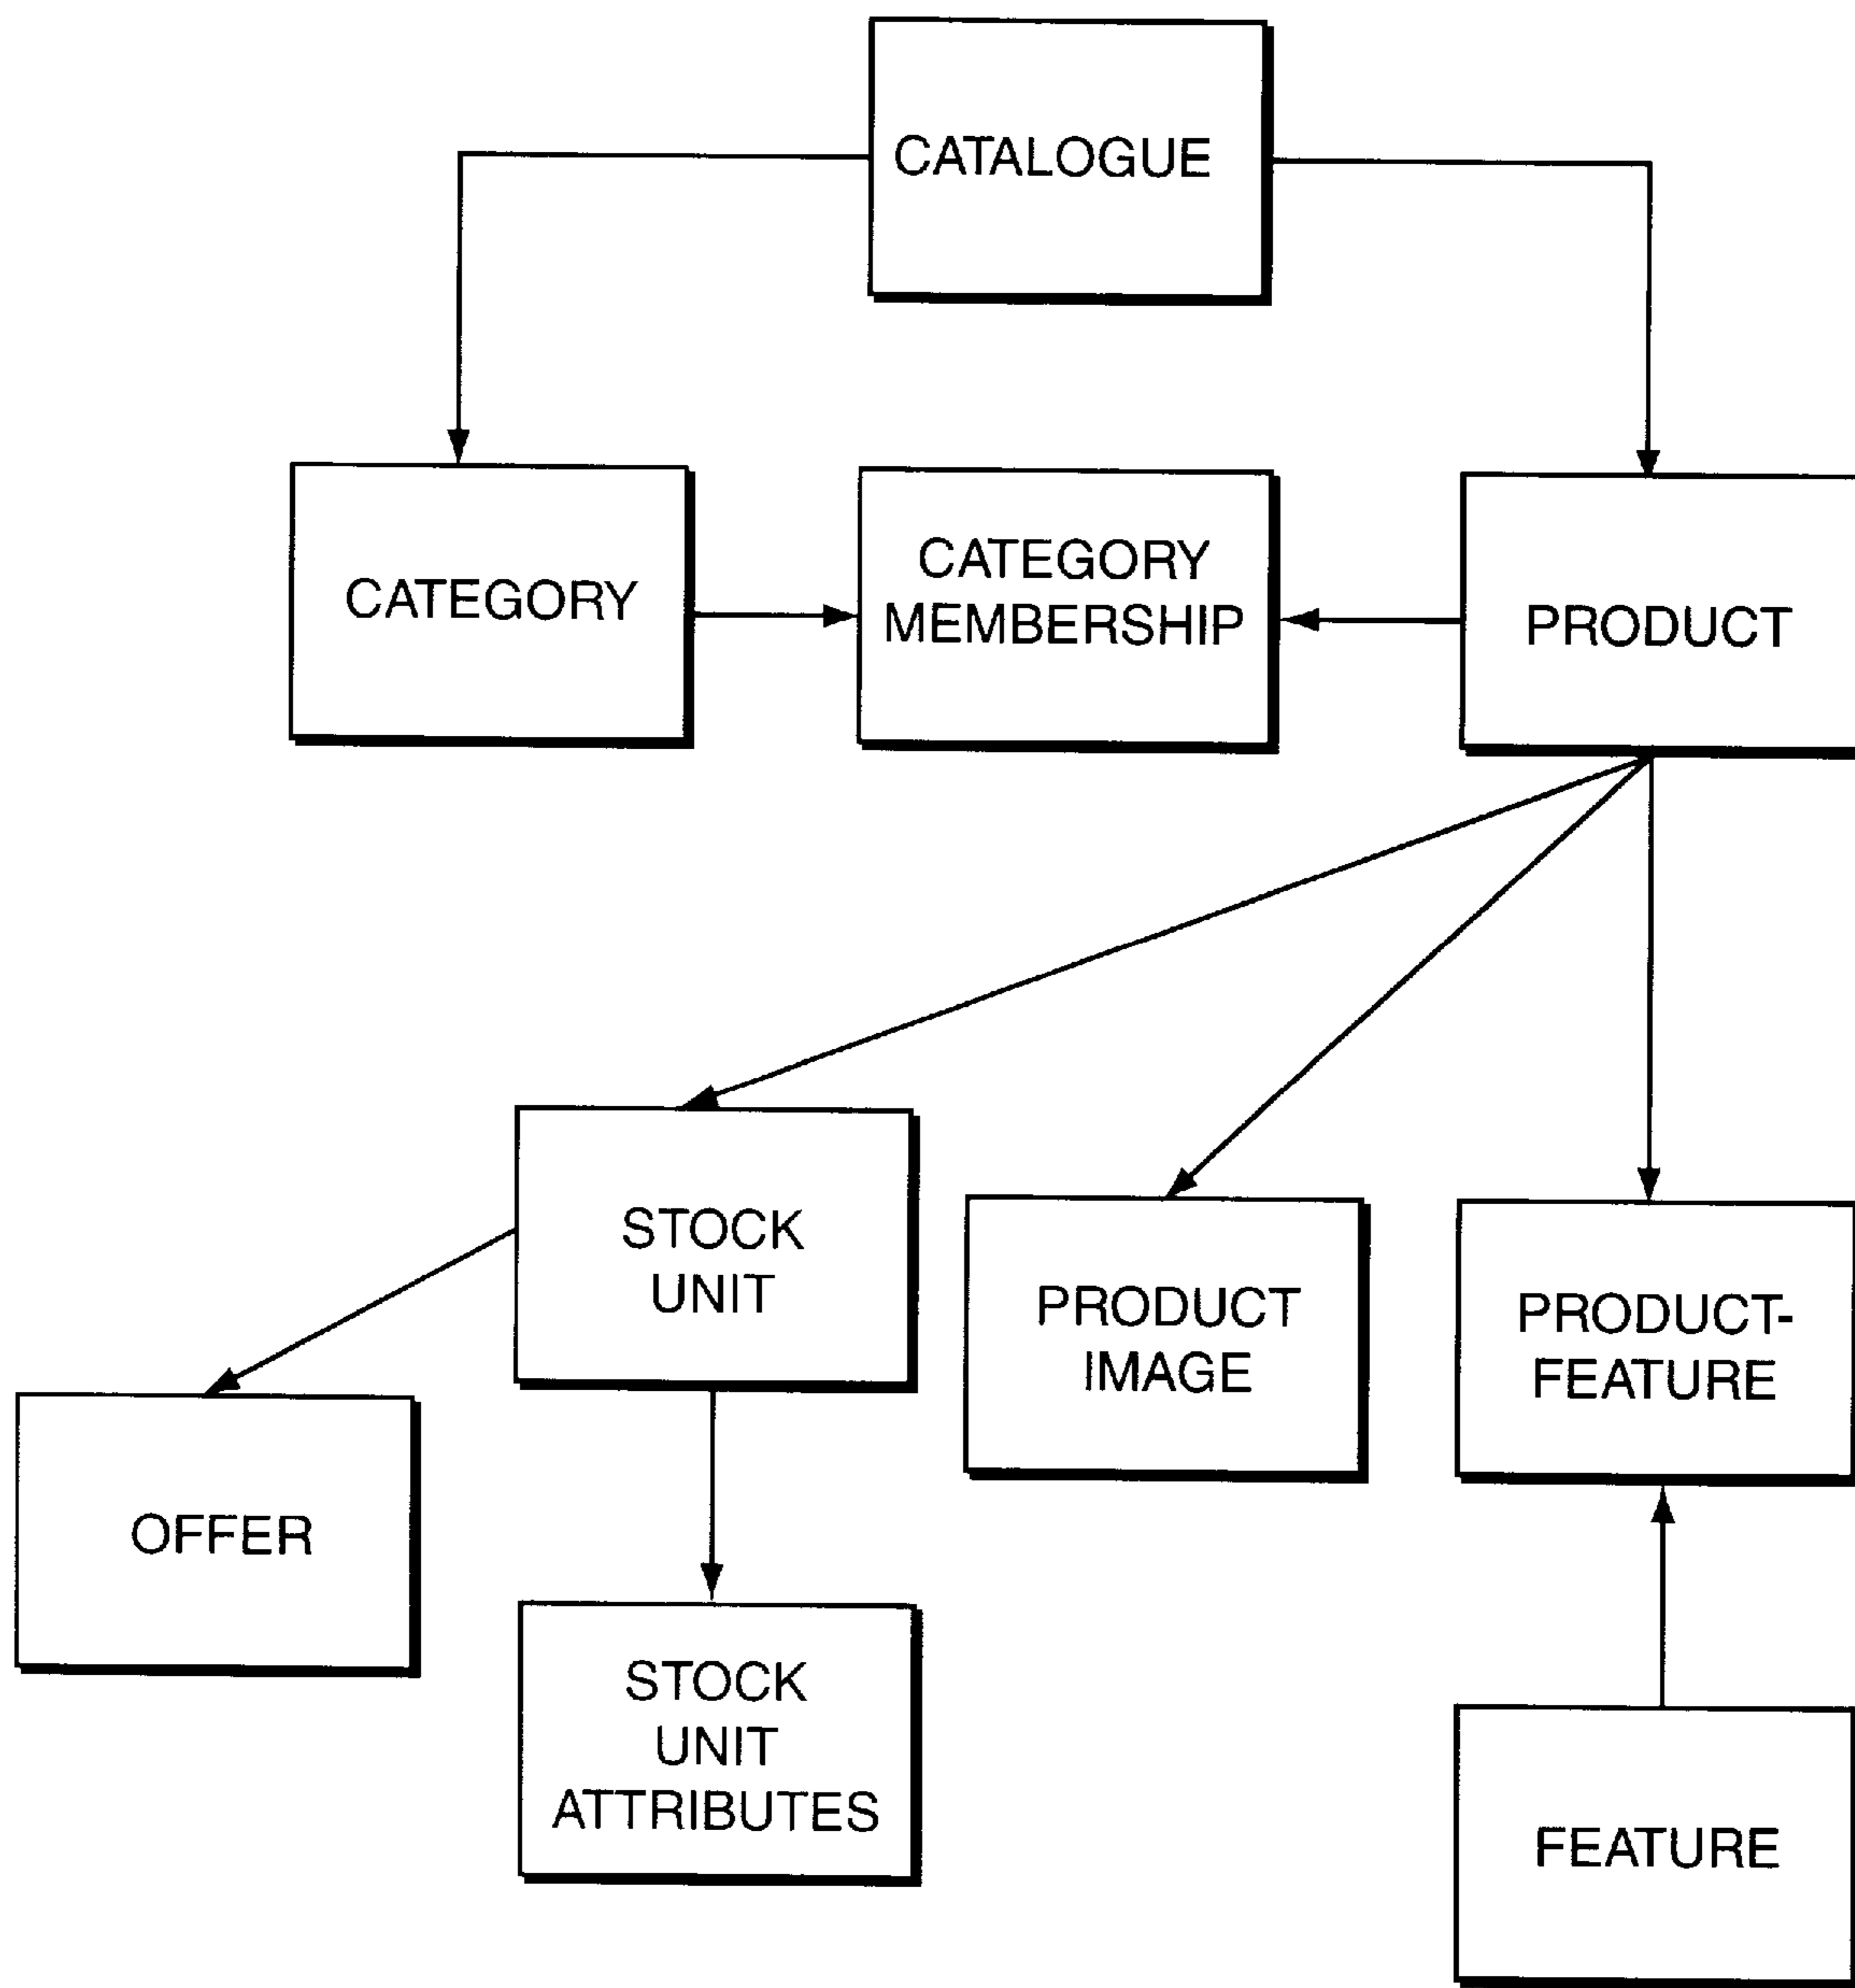 CATALOGUE
CATEGORY
CATEGORY
MEMBERSHIP
PRODUCT
STOCK
UNIT
PRODUCT
IMAGE
PRODUCT-
FEATURE
OFFER
STOCK
UNIT
ATTRIBUTES
FEATURE